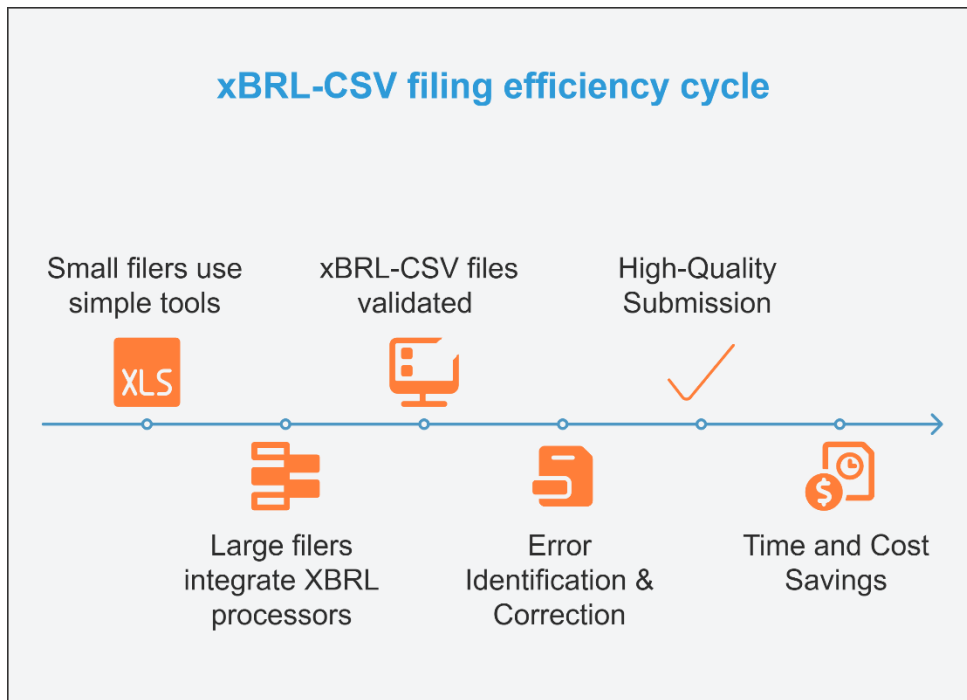 xBRL-CSV filing efficiency cycle
Small filers use
simple tools
xBRL-CSV files
validated
High-Quality
Submission
XLS
Large filers
integrate XBRL
processors
Error
Identification &
Correction
Time and Cost
Savings
$